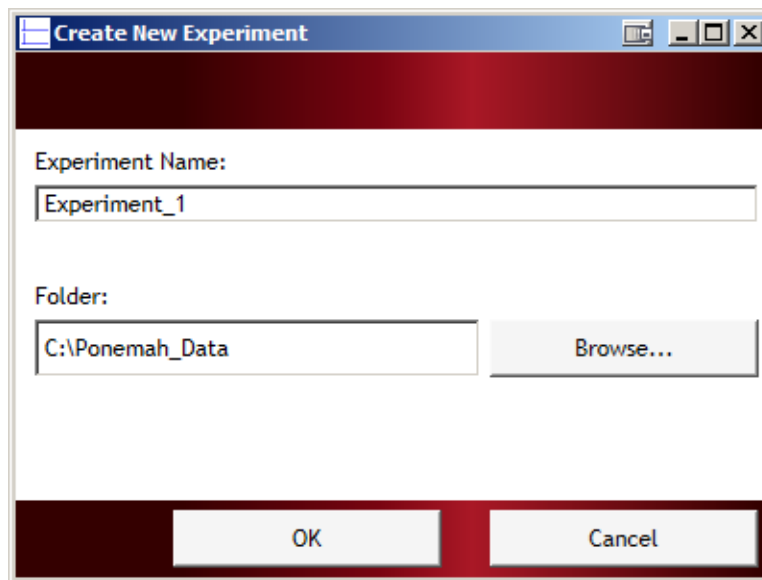 Create New Experiment
Experiment Name:
Experiment_1
Folder:
C:\Ponemah_Data
Browse...
OK
Cancel